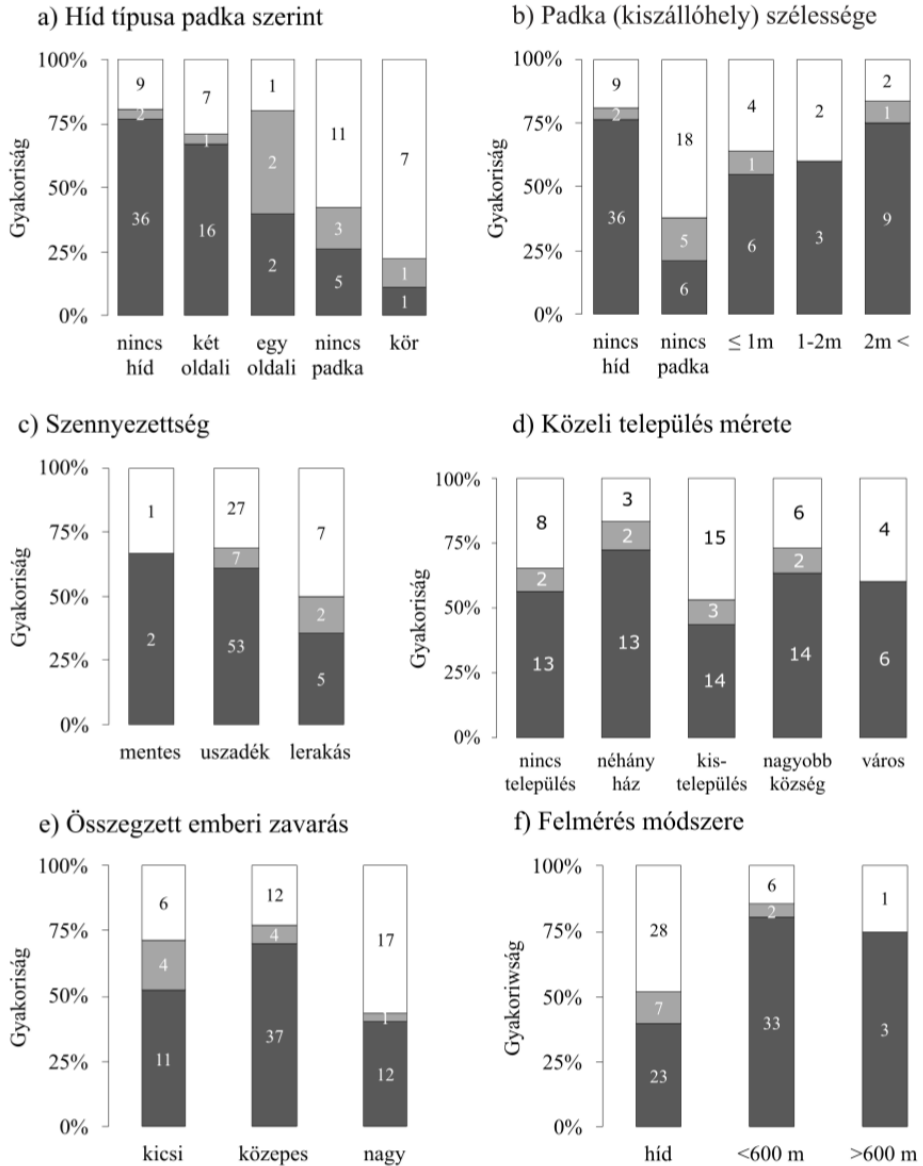 a) Híd típusa padka szerint
100%
75%
50%
25%
0%
Gyakoriság
9
2
36
7
1
16
1
2
2
11
3
5
7
1
1
nincs
híd
két
oldali
egy
oldali
nincs
padka
kör
b) Padka (kiszállóhely) szélessége
100%
75%
50%
25%
0%
Gyakoriság
9
2
36
18
5
6
4
1
6
2
3
2
1
9
nincs
híd
nincs
padka
≤ 1m
1-2m
2m <
c) Szennyezettség
100%
75%
50%
25%
0%
Gyakoriság
1
2
27
7
53
7
2
5
mentes
uszadék
lerakás
d) Közeli település mérete
100%
75%
50%
25%
0%
Gyakoriság
8
2
13
3
2
13
15
3
14
6
2
14
4
6
nincs
település
néhány
ház
kis-
település
nagyobb
község
város
e) Összegzett emberi zavarás
100%
75%
50%
25%
0%
Gyakoriság
6
4
11
12
4
37
17
1
12
kicsi
közepes
nagy
f) Felmérés módszere
100%
75%
50%
25%
0%
Gyakoriwság
28
7
23
6
2
33
1
3
híd
<600 m
>600 m